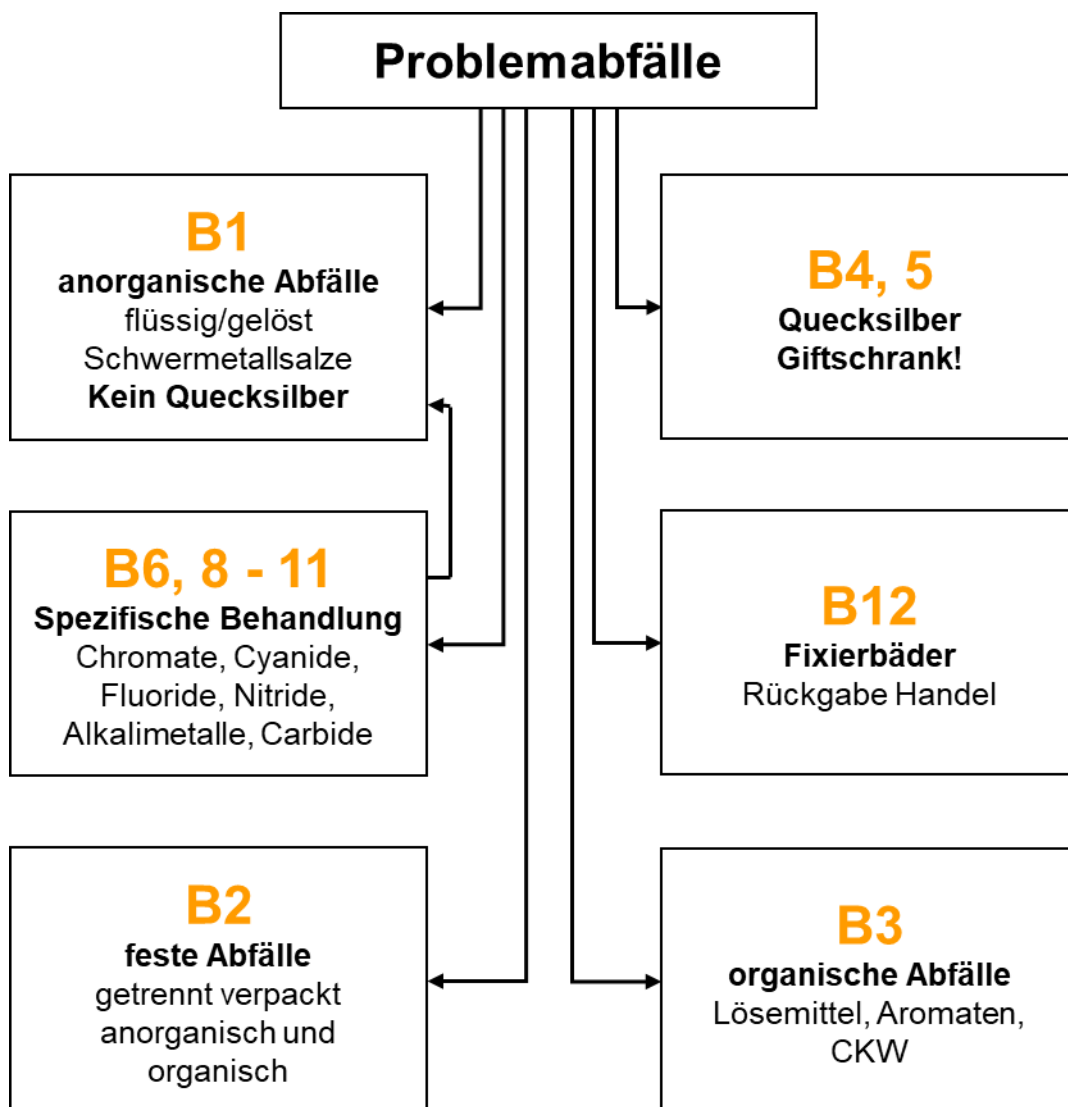 Problemabfälle
B1
anorganische Abfälle
flüssig/gelöst
Schwermetallsalze
Kein Quecksilber
B4, 5
Quecksilber
Giftschrank!
B6, 8 - 11
Spezifische Behandlung
Chromate, Cyanide,
Fluoride, Nitride,
Alkalimetalle, Carbide
B12
Fixierbäder
Rückgabe Handel
B2
feste Abfälle
getrennt verpackt
anorganisch und
organisch
B3
organische Abfälle
Lösemittel, Aromaten,
CKW